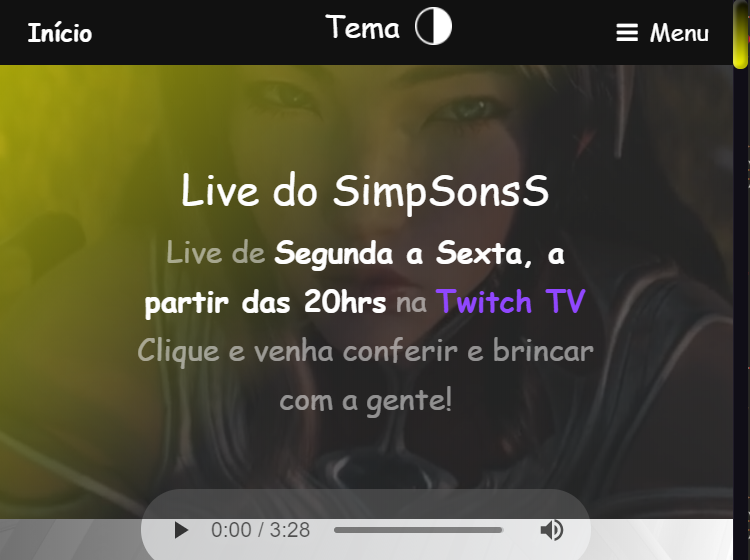 Início
Tema
Menu
Live do SimpSonsS
Live de Segunda a Sexta, a
partir das 20hrs na Twitch TV
Clique e venha conferir e brincar
com a gente!
0:00 / 3:28